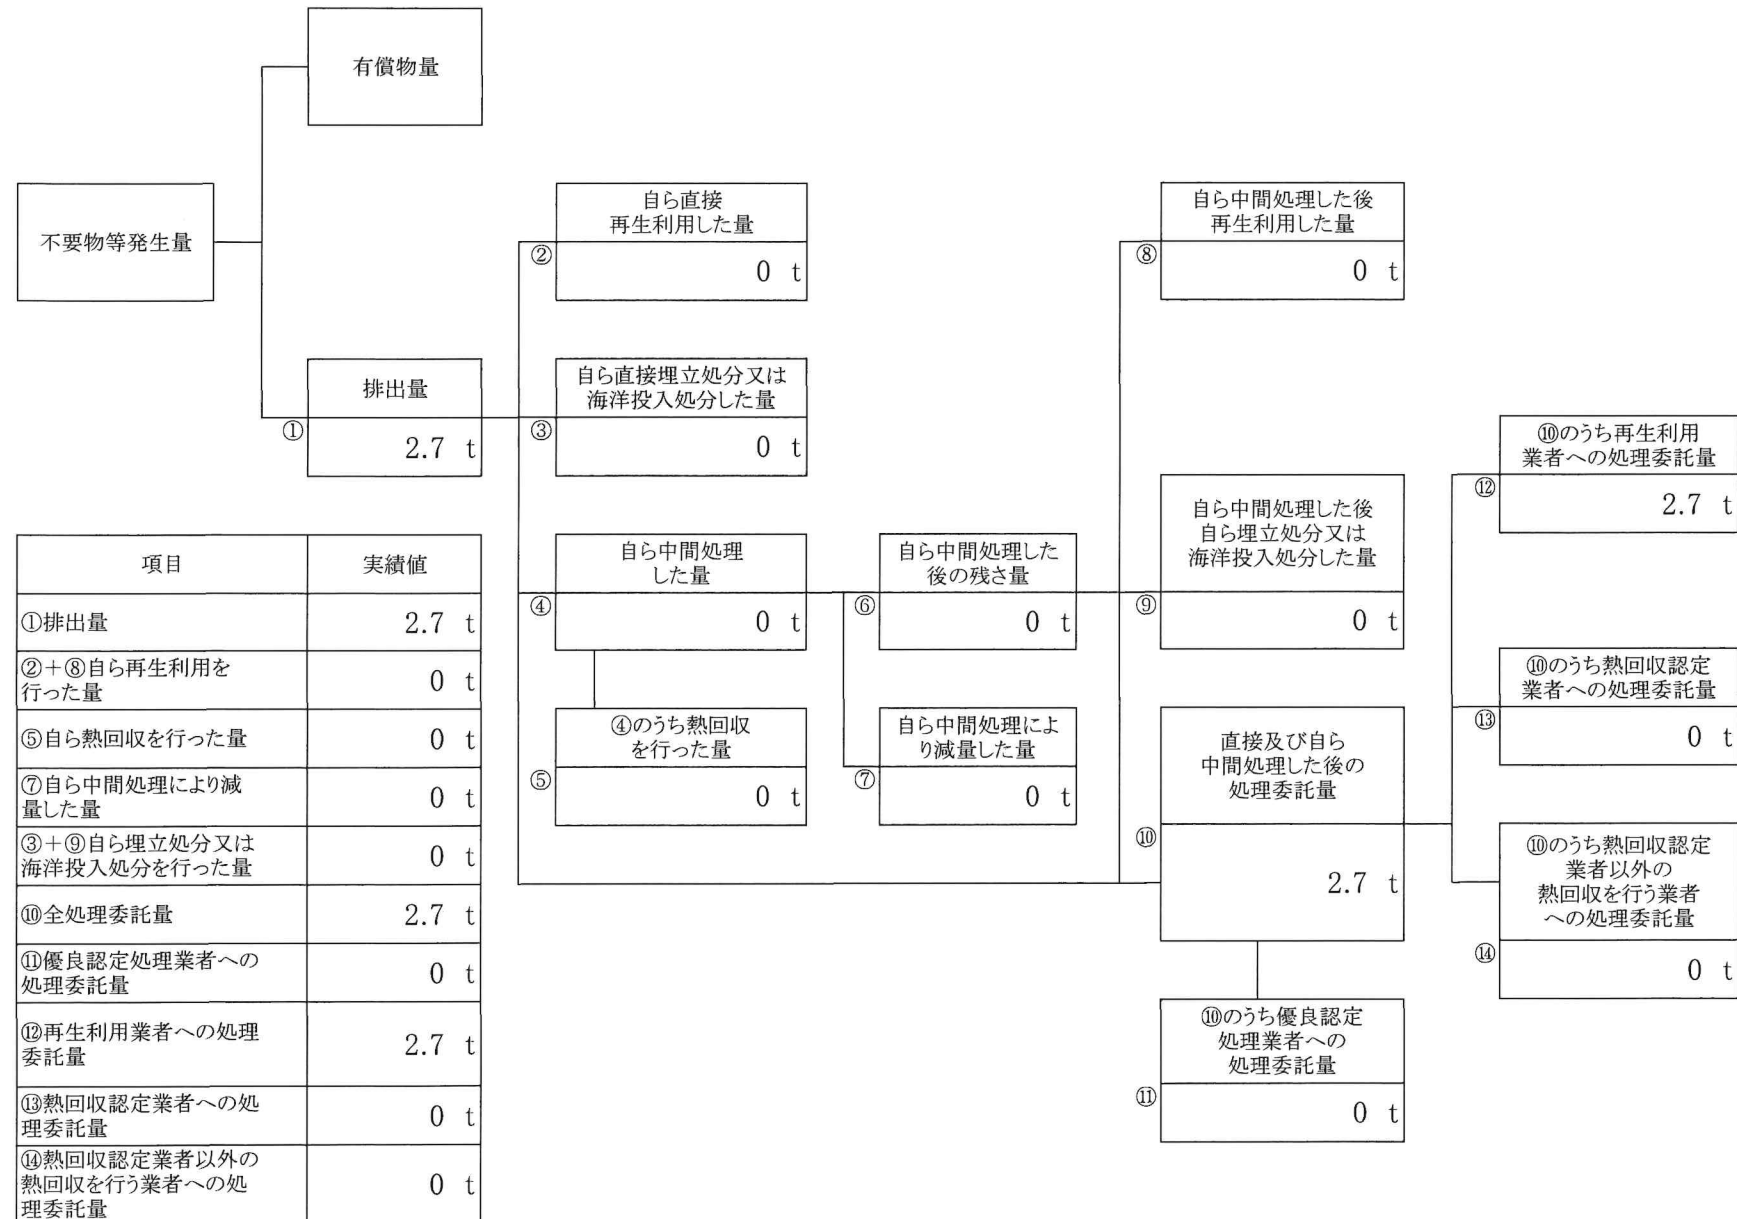 有償物量
不要物等発生量
排出量
①
2.7 t
自ら直接
再生利用した量
②
0 t
自ら直接埋立処分又は
海洋投入処分した量
③
0 t
自ら中間処理
した量
④
0 t
④のうち熱回収
を行った量
⑤
0 t
自ら中間処理した
後の残さ量
⑥
0 t
自ら中間処理によ
り減量した量
⑦
0 t
自ら中間処理した後
再生利用した量
⑧
0 t
自ら中間処理した後
自ら埋立処分又は
海洋投入処分した量
⑨
0 t
直接及び自ら
中間処理した後の
処理委託量
⑩
2.7 t
⑩のうち優良認定
処理業者への
処理委託量
⑪
0 t
⑩のうち再生利用
業者への処理委託量
⑫
2.7 t
⑩のうち熱回収認定
業者への処理委託量
⑬
0 t
⑩のうち熱回収認定
業者以外の
熱回収を行う業者
への処理委託量
⑭
0 t
項目 実績値
①排出量 2.7 t
②+⑧自ら再生利用を
行った量 0 t
⑤自ら熱回収を行った量 0 t
⑦自ら中間処理により減
量した量 0 t
③+⑨自ら埋立処分又は
海洋投入処分を行った量 0 t
⑩全処理委託量 2.7 t
⑪優良認定処理業者への
処理委託量 0 t
⑫再生利用業者への処理
委託量 2.7 t
⑬熱回収認定業者への処
理委託量 0 t
⑭熱回収認定業者以外の
熱回収を行う業者への処
理委託量 0 t